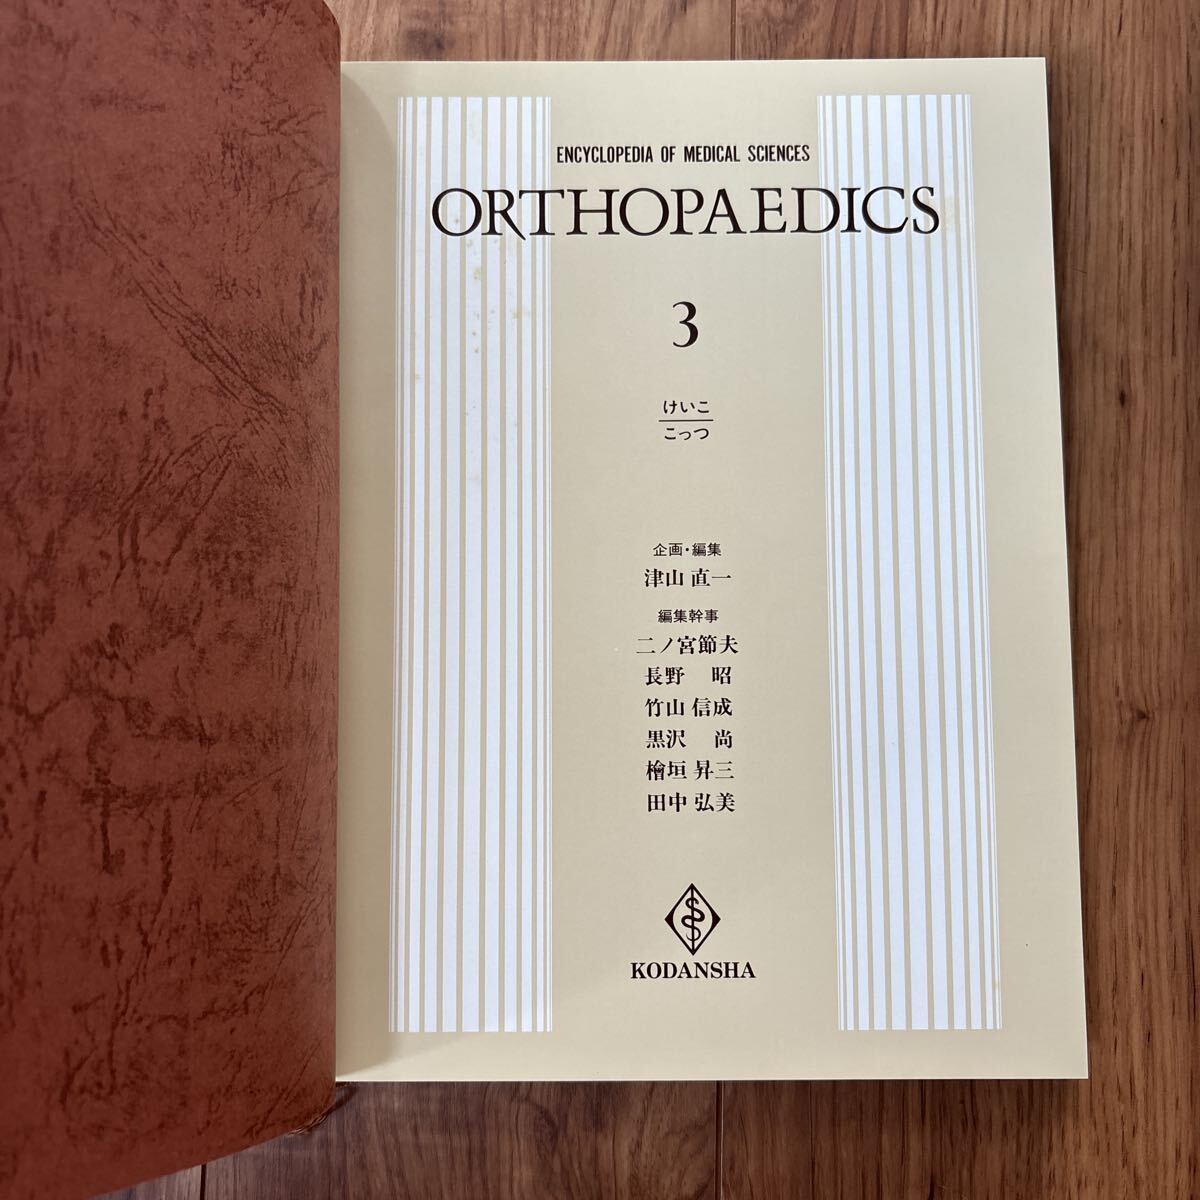 ENCYCLOPEDIA OF MEDICAL SCIENCES
ORTHOPAEDICS
3
けいこ
こっつ
企画・編集
津山 直一
編集幹事
二ノ宮節夫
長野　昭
竹山 信成
黒沢　尚
檜垣 昇三
田中 弘美
KODANSHA